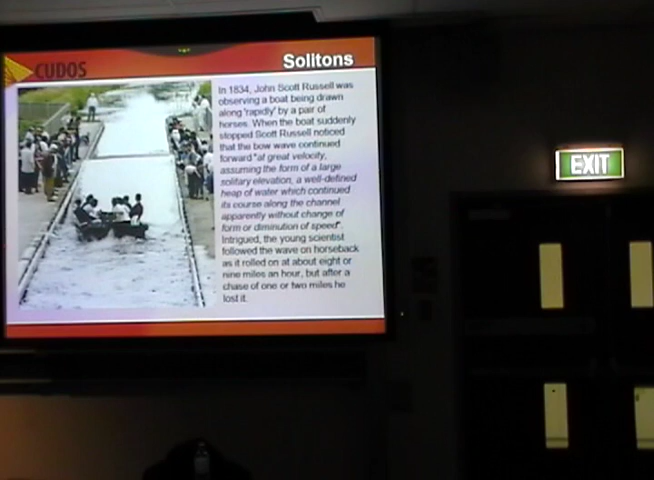 CUDOS
Solitons
In 1834, John Scott Russell was
observing a boat being drawn
along 'rapidly' by a pair of
horses. When the boat suddenly
stopped Scott Russell noticed
that the bow wave continued
forward "at great velocity,
assuming the form of a large
solitary elevation, a well-defined
heap of water which continued
its course along the channel
apparently without change of
form or diminution of speed".
Intrigued, the young scientist
followed the wave on horseback
as it rolled on at about eight or
nine miles an hour, but after a
chase of one or two miles he
lost it.
EXIT